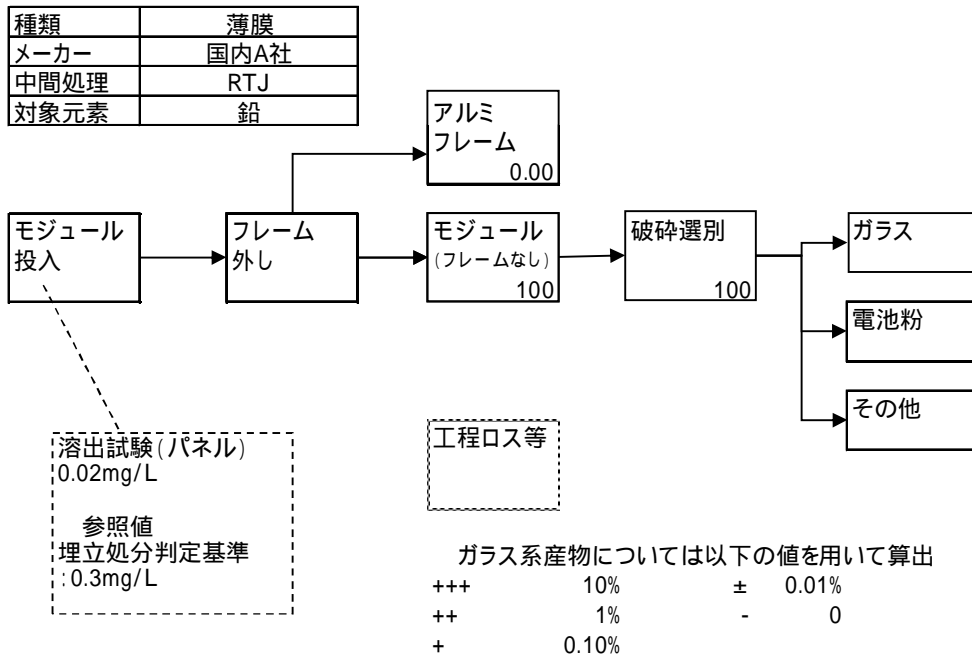 種類 薄膜
メーカー 国内A社
中間処理 RTJ
対象元素 鉛
アルミ
フレーム
0.00
モジュール
投入
フレーム
外し
モジュール
(フレームなし)
100
破砕選別
100
ガラス
電池粉
その他
溶出試験(パネル)
0.02mg/L
参照値
埋立処分判定基準
:0.3mg/L
工程ロス等
ガラス系産物については以下の値を用いて算出
+++ 10% ± 0.01%
++ 1% - 0
+ 0.10%